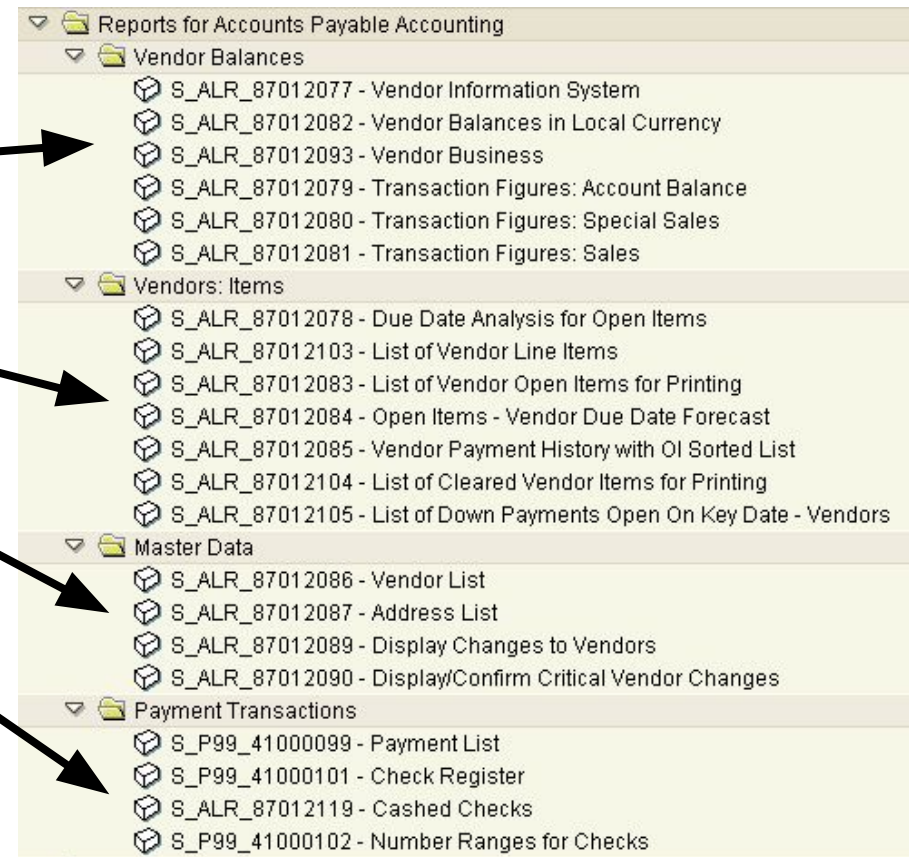 Reports for Accounts Payable Accounting
Vendor Balances
S_ALR_87012077 - Vendor Information System
S_ALR_87012082 - Vendor Balances in Local Currency
S_ALR_87012093 - Vendor Business
S_ALR_87012079 - Transaction Figures: Account Balance
S_ALR_87012080 - Transaction Figures: Special Sales
S_ALR_87012081 - Transaction Figures: Sales
Vendors: Items
S_ALR_87012078 - Due Date Analysis for Open Items
S_ALR_87012103 - List of Vendor Line Items
S_ALR_87012083 - List of Vendor Open Items for Printing
S_ALR_87012084 - Open Items - Vendor Due Date Forecast
S_ALR_87012085 - Vendor Payment History with OI Sorted List
S_ALR_87012104 - List of Cleared Vendor Items for Printing
S_ALR_87012105 - List of Down Payments Open On Key Date - Vendors
Master Data
S_ALR_87012086 - Vendor List
S_ALR_87012087 - Address List
S_ALR_87012089 - Display Changes to Vendors
S_ALR_87012090 - Display/Confirm Critical Vendor Changes
Payment Transactions
S_P99_41000099 - Payment List
S_P99_41000101 - Check Register
S_ALR_87012119 - Cashed Checks
S_P99_41000102 - Number Ranges for Checks